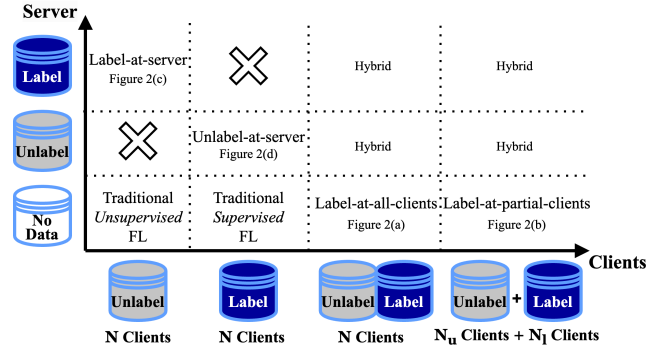 Server
Label
Label-at-server
Figure 2(c)
Hybrid
Hybrid
Unlabel
Unlabel-at-server
Figure 2(d)
Hybrid
Hybrid
No
Data
Traditional
Unsupervised
FL
Traditional
Supervised
FL
Label-at-all-clients
Figure 2(a)
Label-at-partial-clients
Figure 2(b)
Clients
Unlabel
Label
Unlabel
Label
Unlabel
+
Label
N Clients
N Clients
N Clients
Nu Clients + Nl Clients